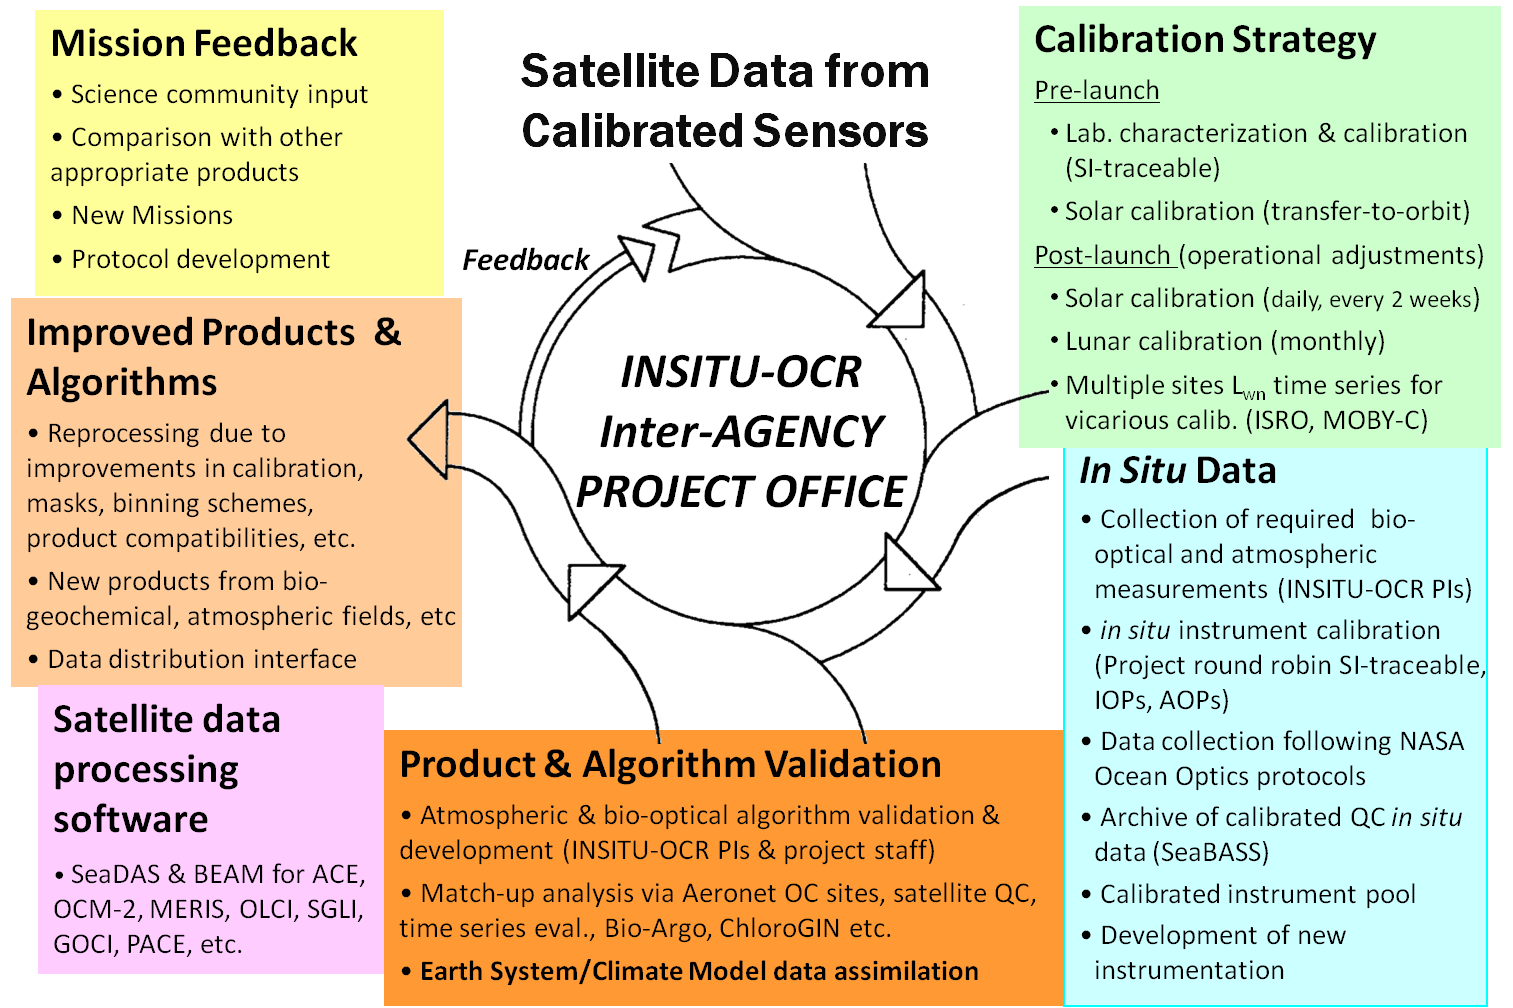 Mission Feedback
• Science community input
• Comparison with other
appropriate products
• New Missions
• Protocol development
Satellite Data from
Calibrated Sensors
Calibration Strategy
Pre-launch
• Lab. characterization & calibration
(SI-traceable)
• Solar calibration (transfer-to-orbit)
Post-launch (operational adjustments)
• Solar calibration (daily, every 2 weeks)
• Lunar calibration (monthly)
• Multiple sites Lwn time series for
vicarious calib. (ISRO, MOBY-C)
Feedback
INSITU-OCR
Inter-AGENCY
PROJECT OFFICE
Improved Products &
Algorithms
• Reprocessing due to
improvements in calibration,
masks, binning schemes,
product compatibilities, etc.
• New products from bio-
geochemical, atmospheric fields, etc
• Data distribution interface
In Situ Data
• Collection of required bio-
optical and atmospheric
measurements (INSITU-OCR PIs)
• in situ instrument calibration
(Project round robin SI-traceable,
IOPs, AOPs)
• Data collection following NASA
Ocean Optics protocols
• Archive of calibrated QC in situ
data (SeaBASS)
• Calibrated instrument pool
• Development of new
instrumentation
Satellite data
processing
software
• SeaDAS & BEAM for ACE,
OCM-2, MERIS, OLCI, SGLI,
GOCI, PACE, etc.
Product & Algorithm Validation
• Atmospheric & bio-optical algorithm validation &
development (INSITU-OCR PIs & project staff)
• Match-up analysis via Aeronet OC sites, satellite QC,
time series eval., Bio-Argo, ChloroGIN etc.
• Earth System/Climate Model data assimilation